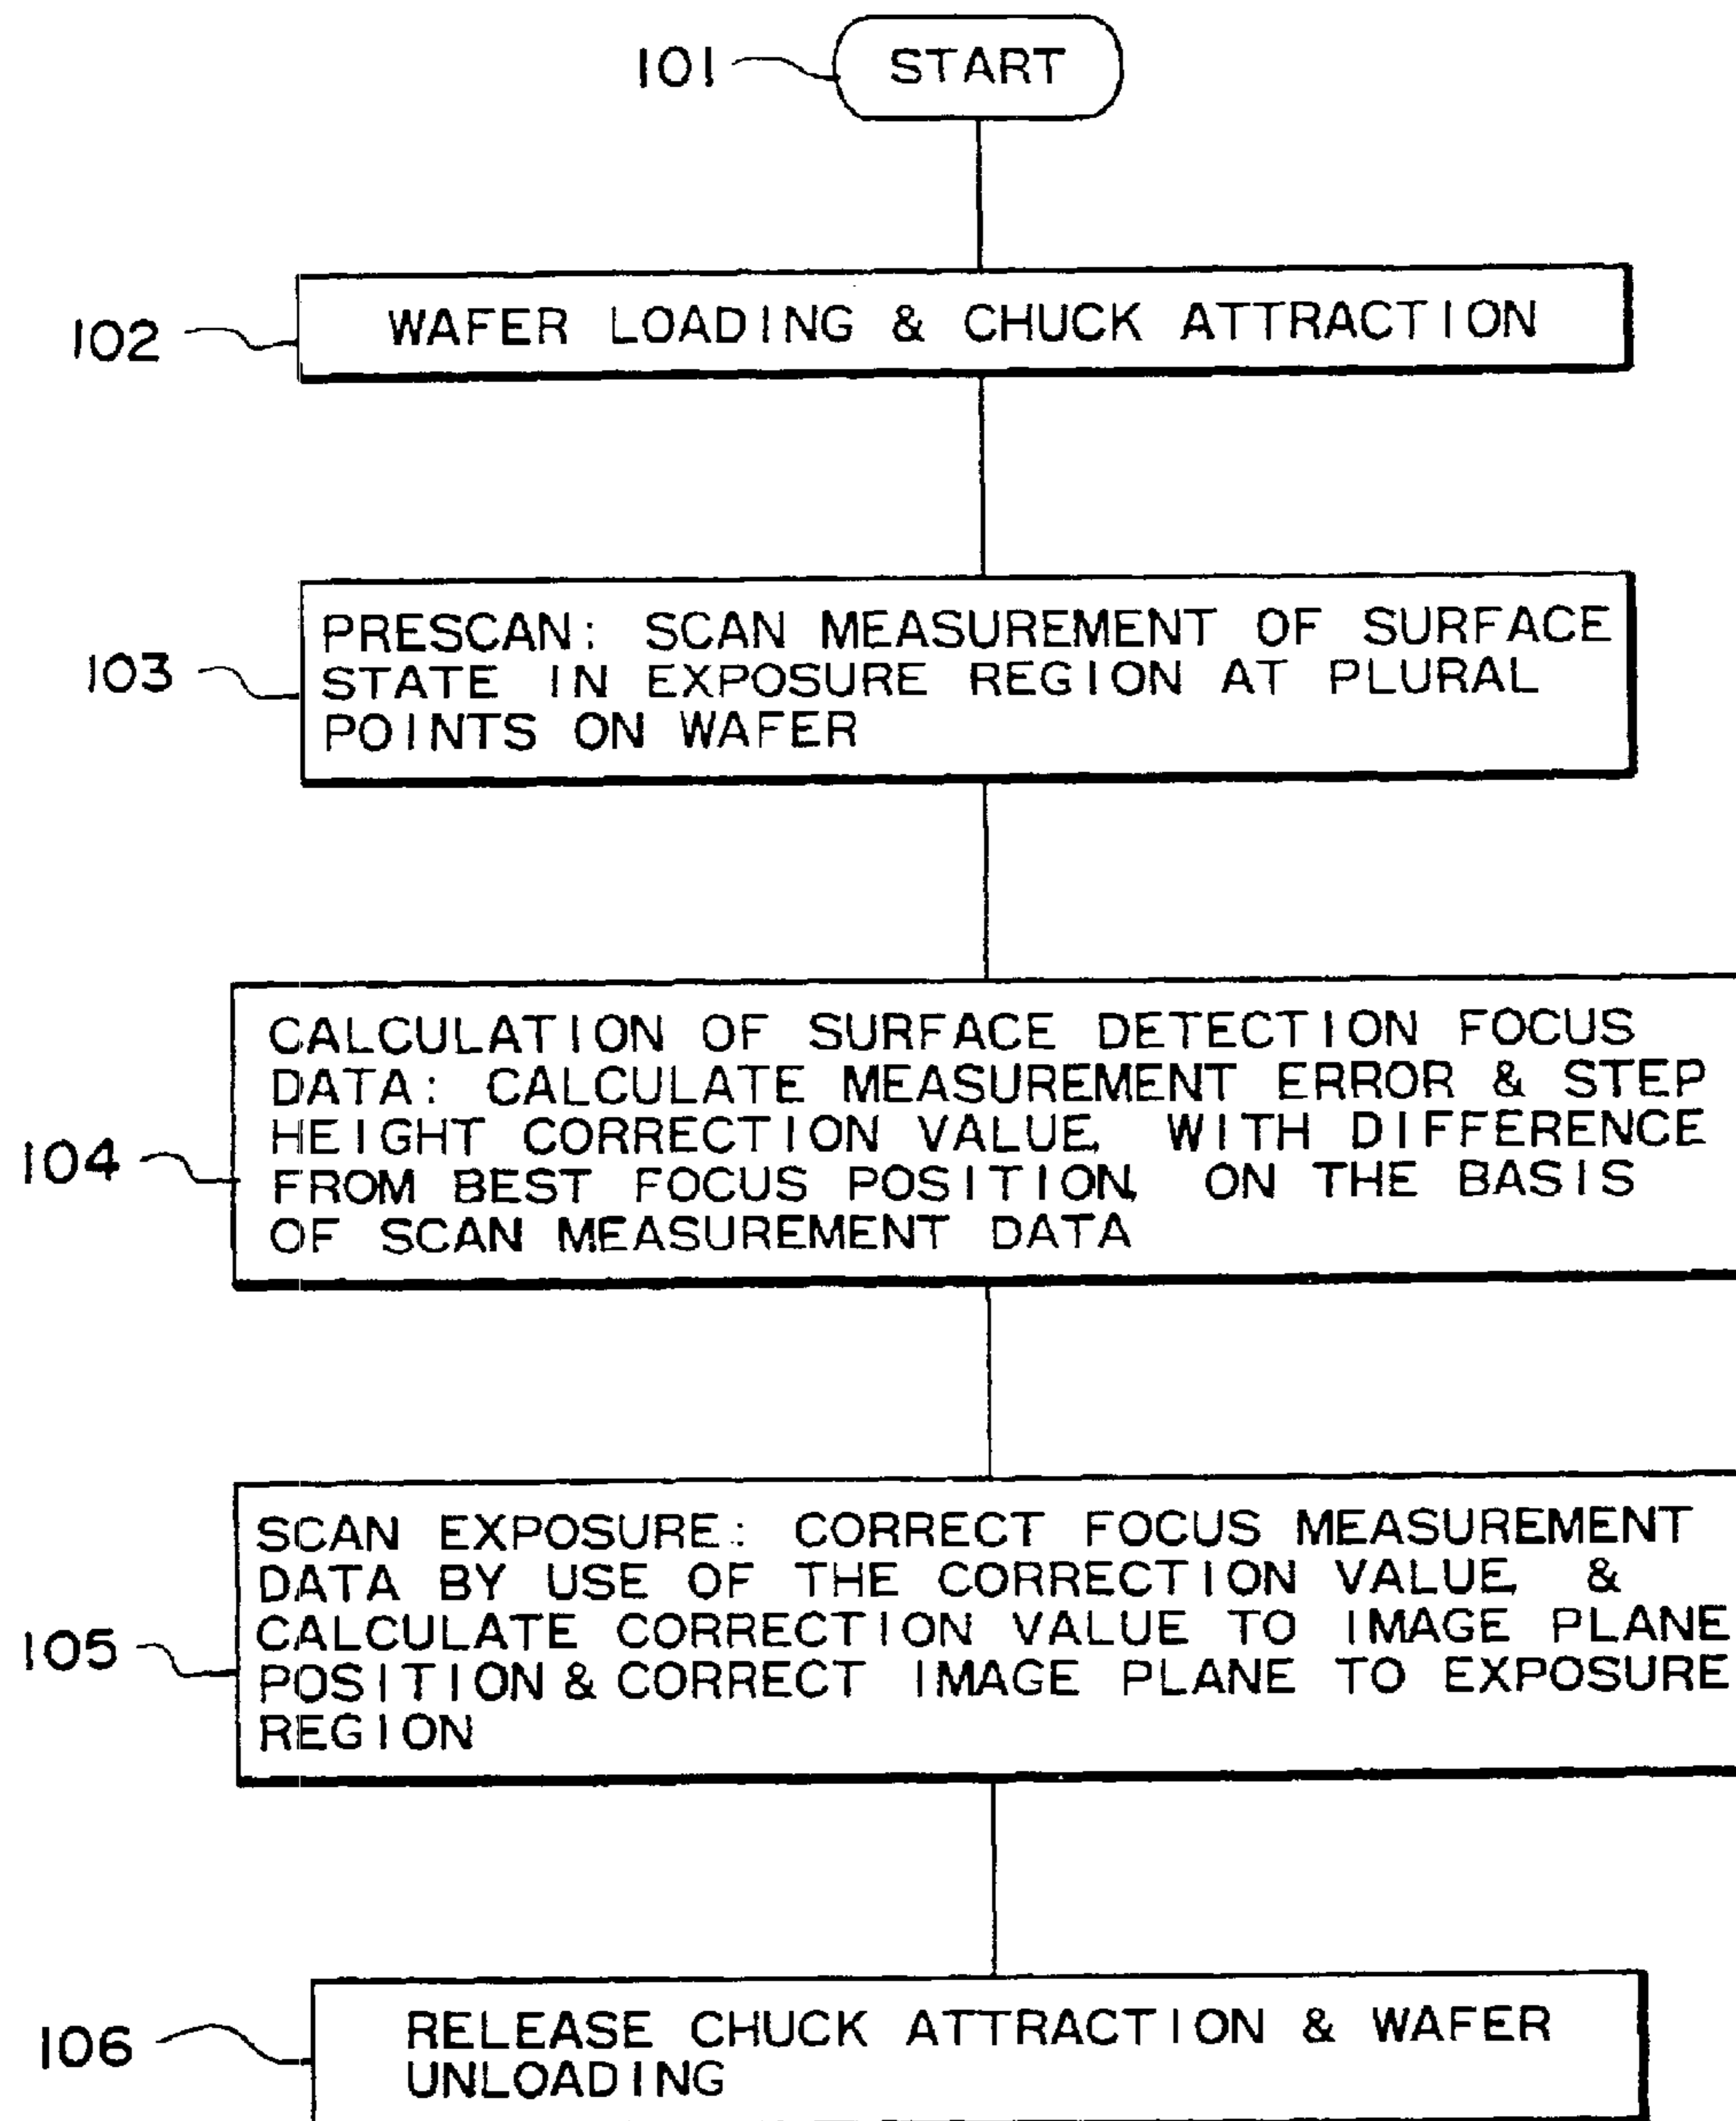 101 START
102 WAFER LOADING & CHUCK ATTRACTION
103 PRESCAN: SCAN MEASUREMENT OF SURFACE
STATE IN EXPOSURE REGION AT PLURAL
POINTS ON WAFER
CALCULATION OF SURFACE DETECTION FOCUS
DATA: CALCULATE MEASUREMENT ERROR & STEP
HEIGHT CORRECTION VALUE, WITH DIFFERENCE
104 FROM BEST FOCUS POSITION, ON THE BASIS
OF SCAN MEASUREMENT DATA
SCAN EXPOSURE: CORRECT FOCUS MEASUREMENT
DATA BY USE OF THE CORRECTION VALUE, &
105 CALCULATE CORRECTION VALUE TO IMAGE PLANE
POSITION & CORRECT IMAGE PLANE TO EXPOSURE
REGION
106 RELEASE CHUCK ATTRACTION & WAFER
UNLOADING